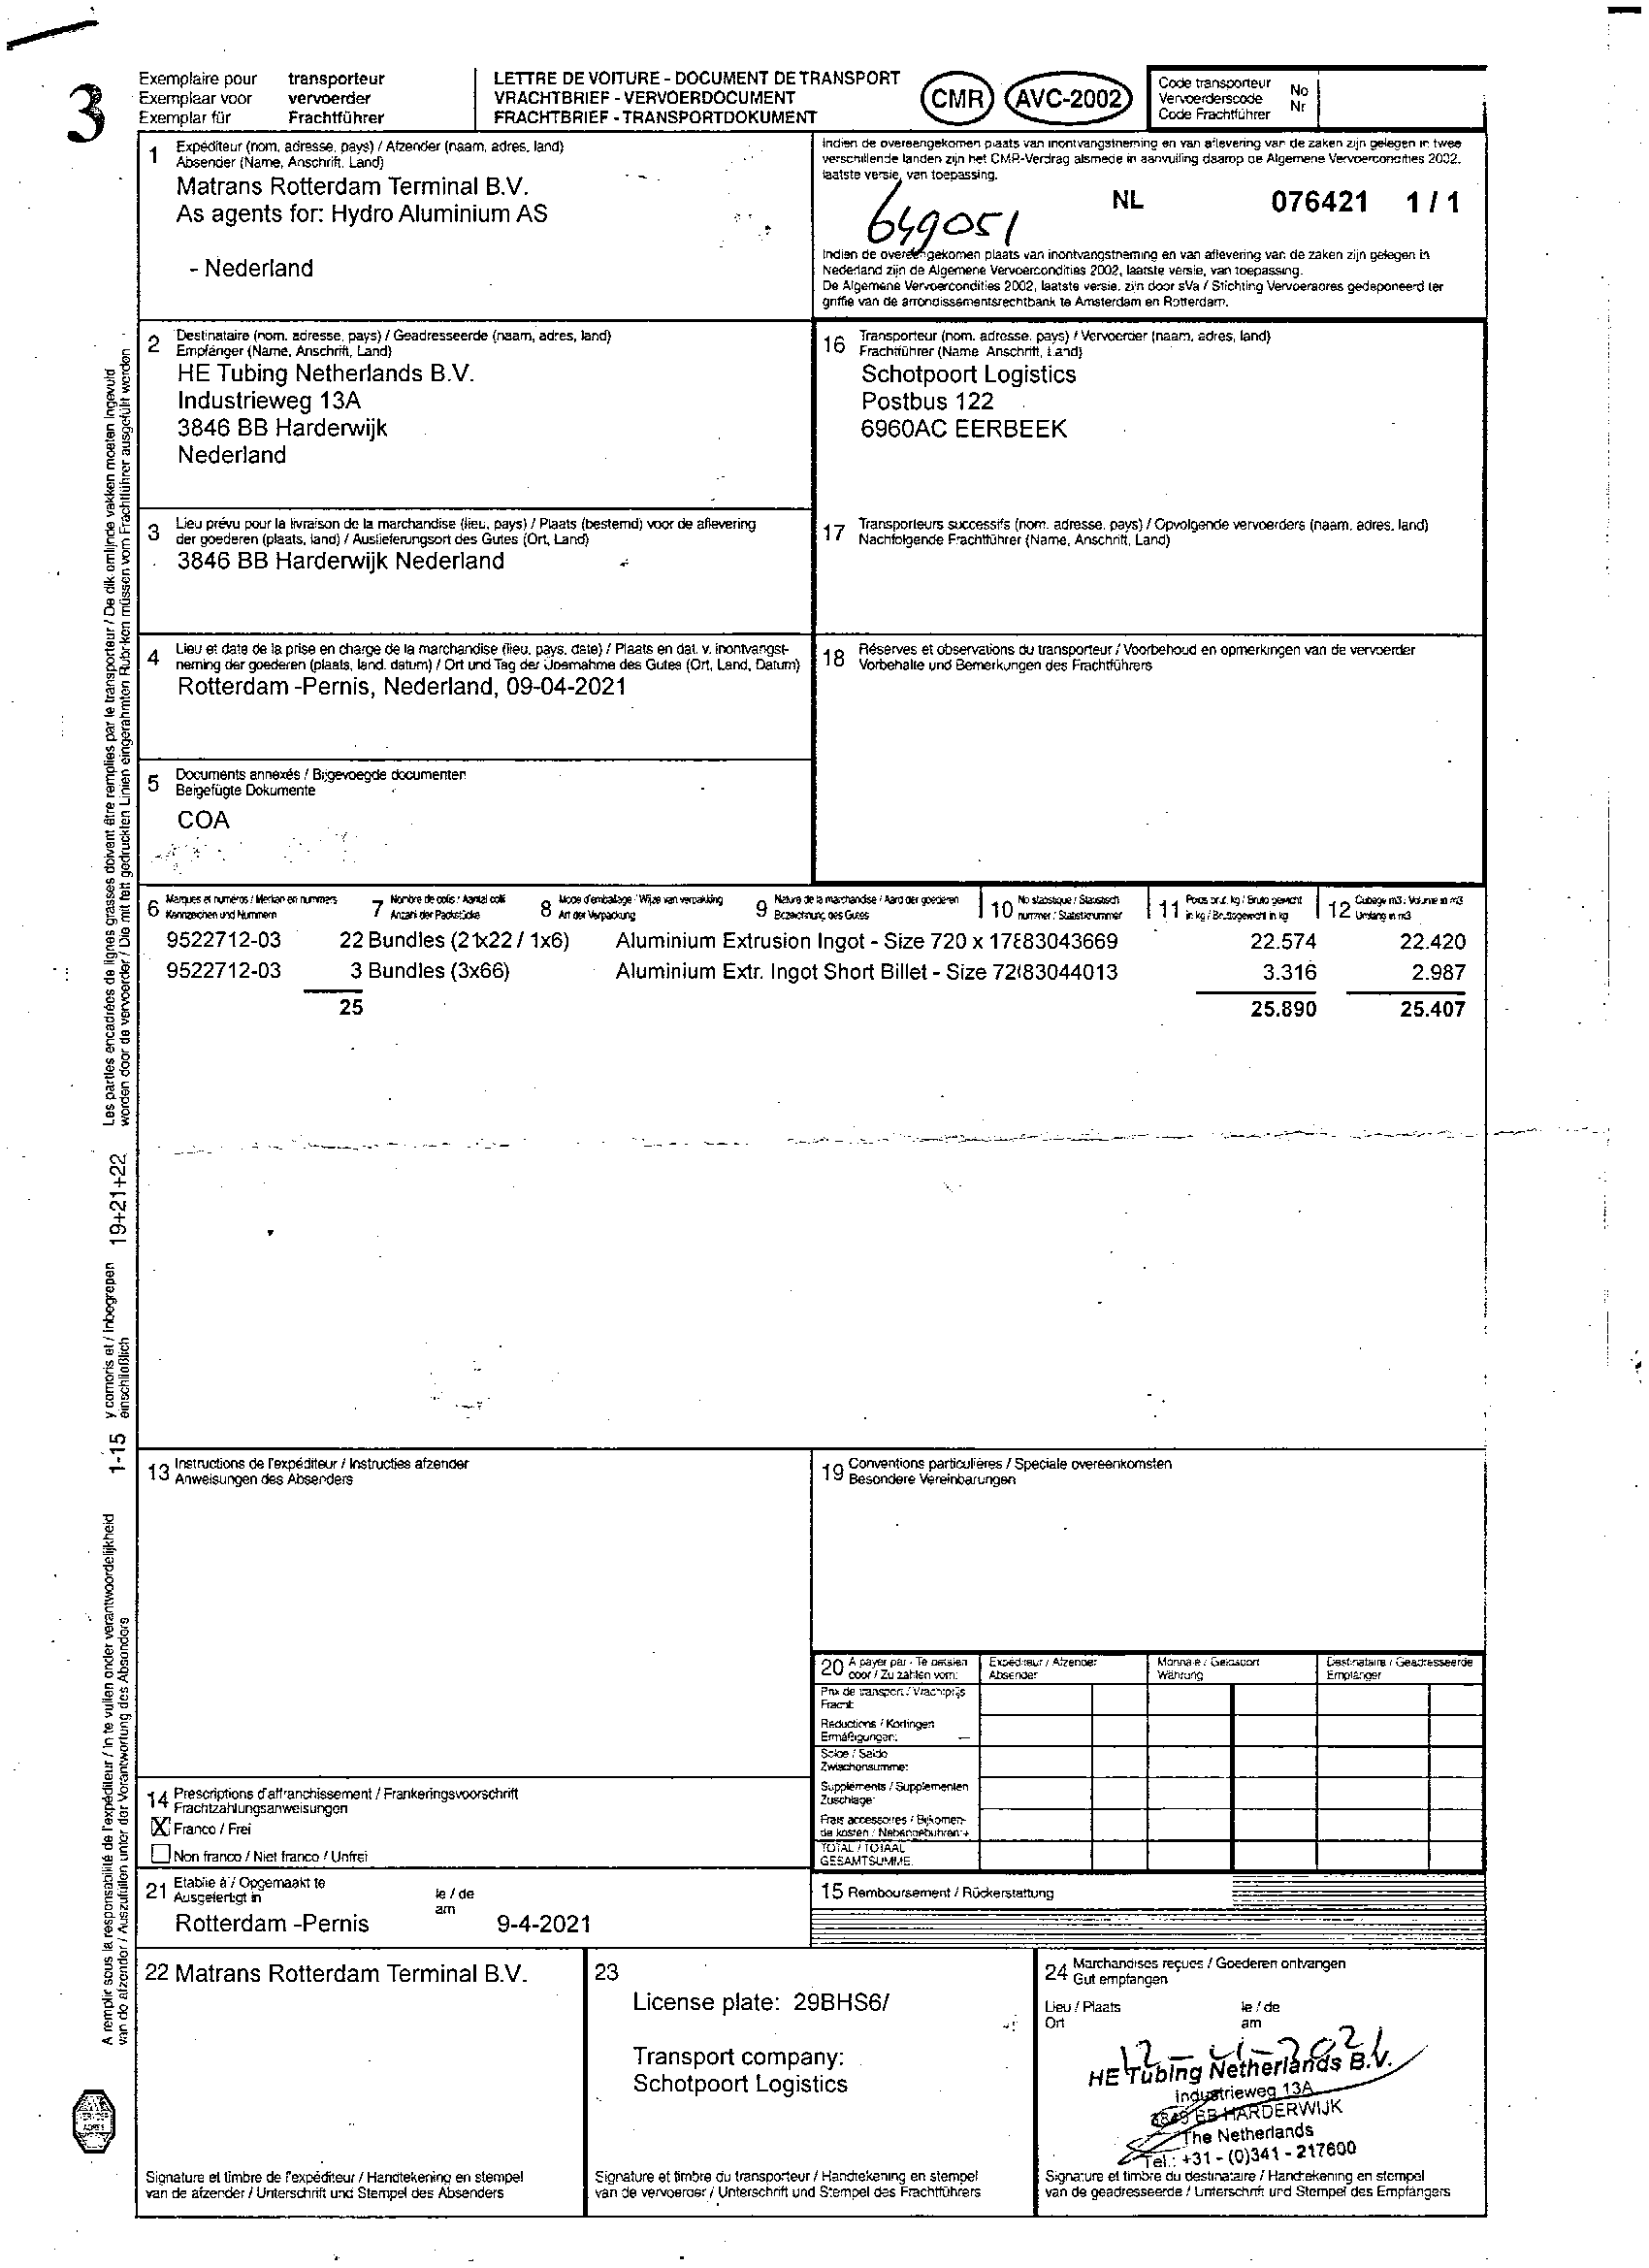 3
Exemplaire pour transporteur
Exemplaar voor vervoerder
Exemplar für Frachtführer
LETTRE DE VOITURE - DOCUMENT DE TRANSPORT
VRACHTBRIEF - VERVOERDOCUMENT
FRACHTBRIEF - TRANSPORTDOKUMENT
CMR AVC-2002
Code transporteur No
Vervoerderscode Nr
Code Frachtführer
1 Expéditeur (nom, adresse, pays) / Afzender (naam, adres, land)
Absender (Name, Anschrift, Land)
Matrans Rotterdam Terminal B.V.
As agents for: Hydro Aluminium AS
- Nederland
Indien de overeengekomen plaats van inontvangstneming en van aflevering van de zaken zijn gelegen in twee
verschillende landen zijn het CMR-Verdrag alsmede in aanvulling daarop de Algemene Vervoercondities 2002,
laatste versie, van toepassing.
NL 076421 1 / 1
649051
Indien de overeengekomen plaats van inontvangstneming en van aflevering van de zaken zijn gelegen in
Nederland zijn de Algemene Vervoercondities 2002, laatste versie, van toepassing.
De Algemene Vervoercondities 2002, laatste versie, zijn door sVa / Stichting Vervoeradres gedeponeerd ter
griffie van de arrondissementsrechtbank te Amsterdam en Rotterdam.
2 Destinataire (nom, adresse, pays) / Geadresseerde (naam, adres, land)
Empfänger (Name, Anschrift, Land)
HE Tubing Netherlands B.V.
Industrieweg 13A
3846 BB Harderwijk
Nederland
16 Transporteur (nom, adresse, pays) / Vervoerder (naam, adres, land)
Frachtführer (Name Anschrift, Land)
Schotpoort Logistics
Postbus 122
6960AC EERBEEK
3 Lieu prévu pour la livraison de la marchandise (lieu, pays) / Plaats (bestemd) voor de aflevering
der goederen (plaats, land) / Auslieferungsort des Gutes (Ort, Land)
3846 BB Harderwijk Nederland
17 Transporteurs successifs (nom, adresse, pays) / Opvolgende vervoerders (naam, adres, land)
Nachfolgende Frachtführer (Name, Anschrift, Land)
4 Lieu et date de la prise en charge de la marchandise (lieu, pays, date) / Plaats en dat. v. inontvangst-
neming der goederen (plaats, land, datum) / Ort und Tag der Übernahme des Gutes (Ort, Land, Datum)
Rotterdam -Pernis, Nederland, 09-04-2021
18 Réserves et observations du transporteur / Voorbehoud en opmerkingen van de vervoerder
Vorbehalte und Bemerkungen des Frachtführers
5 Documents annexés / Bijgevoegde documenten
Beigefügte Dokumente
COA
6 Marques et numéros / Merken en nummers
Kennzeichen und Nummern
7 Nombre de colis / Aantal colli
Anzahl der Packstücke
8 Mode d'emballage / Wijze van verpakking
Art der Verpackung
9 Nature de la marchandise / Aard der goederen
Bezeichnung des Gutes
10 No statistique / Statistisch
nummer / Statistiknummer
11 Poids brut, kg / Bruto gewicht
in kg / Bruttogewicht in kg
12 Cubage m3 / Volume in m3
Umfang in m3
9522712-03 22 Bundles (21x22 / 1x6) Aluminium Extrusion Ingot - Size 720 x 17883043669 22.574 22.420
9522712-03 3 Bundles (3x66) Aluminium Extr. Ingot Short Billet - Size 72(83044013 3.316 2.987
25 25.890 25.407
13 Instructions de l'expéditeur / Instructies afzender
Anweisungen des Absenders
19 Conventions particulières / Speciale overeenkomsten
Besondere Vereinbarungen
20 A payer par / Te betalen
door / Zu zahlen vom:
Expéditeur / Afzender
Absender
Monnaie / Geldsoort
Währung
Destinataire / Geadresseerde
Empfänger
Prix de transport / Vrachtprijs
Fracht:
Reductions / Kortingen
Ermäßigungen: -
Solde / Saldo
Zwischensumme:
Suppléments / Supplementen
Zuschläge
Frais accessoires / Bijkomen-
de kosten / Nebengebühren +
TOTAL / TOTAAL
GESAMTSUMME
14 Prescriptions d'affranchissement / Frankeringsvoorschrift
Frachtzahlungsanweisungen
X Franco / Frei
Non franco / Niet franco / Unfrei
21 Etablie à / Opgemaakt te le / de
Ausgefertigt in am
Rotterdam -Pernis 9-4-2021
15 Remboursement / Rückerstattung
22 Matrans Rotterdam Terminal B.V.
Signature et timbre de l'expéditeur / Handtekening en stempel
van de afzender / Unterschrift und Stempel des Absenders
23
License plate: 29BHS6/
Transport company:
Schotpoort Logistics
Signature et timbre du transporteur / Handtekening en stempel
van de vervoerder / Unterschrift und Stempel des Frachtführers
24 Marchandises reçues / Goederen ontvangen
Gut empfangen
Lieu / Plaats le / de
Ort am
12-4-2021
HE Tubing Netherlands B.V.
Industrieweg 13A
3846 BB HARDERWIJK
The Netherlands
Tel.: +31 - (0)341 - 217600
Signature et timbre du destinataire / Handtekening en stempel
van de geadresseerde / Unterschrift und Stempel des Empfängers
Les parties encadrées de lignes grasses doivent être remplies par le transporteur / De dik omlijnde vakken moeten ingevuld
worden door de vervoerder / Die mit fett gedruckten Linien eingerahmten Rubriken müssen vom Frachtführer ausgefüllt werden
19+21+22
y compris et / inbegrepen
einschließlich
1-15
A remplir sous la responsabilité de l'expéditeur / In te vullen onder verantwoordelijkheid
van de afzender / Auszufüllen unter der Verantwortung des Absenders